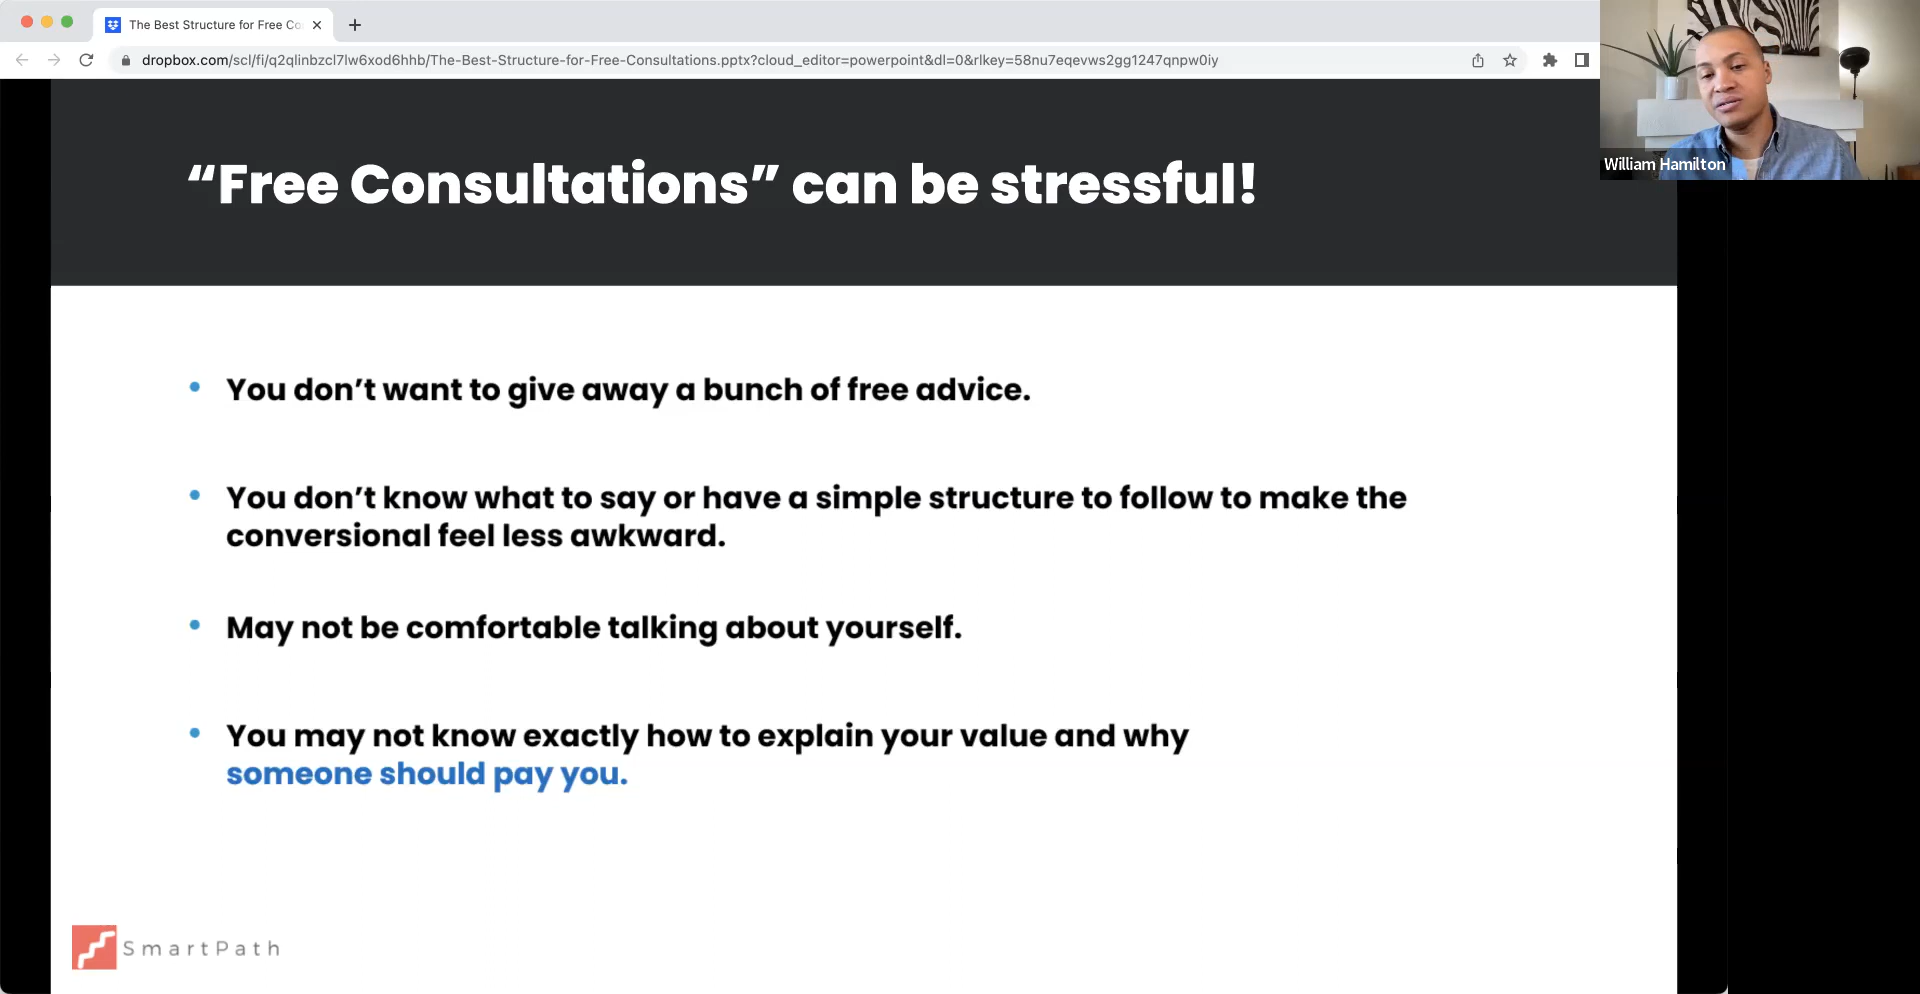 The Best Structure for Free Co
dropbox.com/scl/fi/q2qlinbzcl7lw6xod6hhb/The-Best-Structure-for-Free-Consultations.pptx?cloud_editor=powerpoint&dl=0&rlkey=58nu7eqevws2gg1247qnpw0iy
William Hamilton
“Free Consultations” can be stressful!
• You don’t want to give away a bunch of free advice.
• You don’t know what to say or have a simple structure to follow to make the
conversional feel less awkward.
• May not be comfortable talking about yourself.
• You may not know exactly how to explain your value and why
someone should pay you.
SmartPath